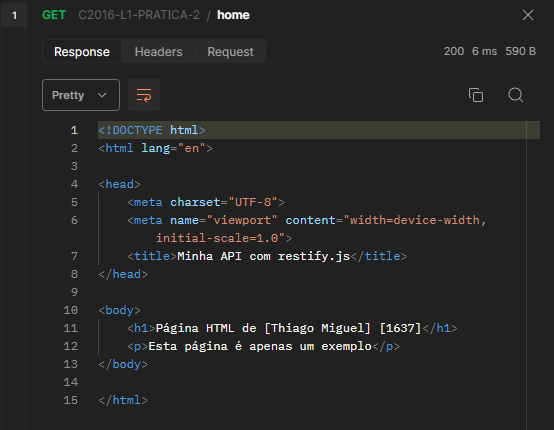 1 GET C2016-L1-PRATICA-2 / home
Response Headers Request 200 6 ms 590 B
Pretty
1 <!DOCTYPE html>
2 <html lang="en">
3
4 <head>
5 <meta charset="UTF-8">
6 <meta name="viewport" content="width=device-width,
initial-scale=1.0">
7 <title>Minha API com restify.js</title>
8 </head>
9
10 <body>
11 <h1>Página HTML de [Thiago Miguel] [1637]</h1>
12 <p>Esta página é apenas um exemplo</p>
13 </body>
14
15 </html>